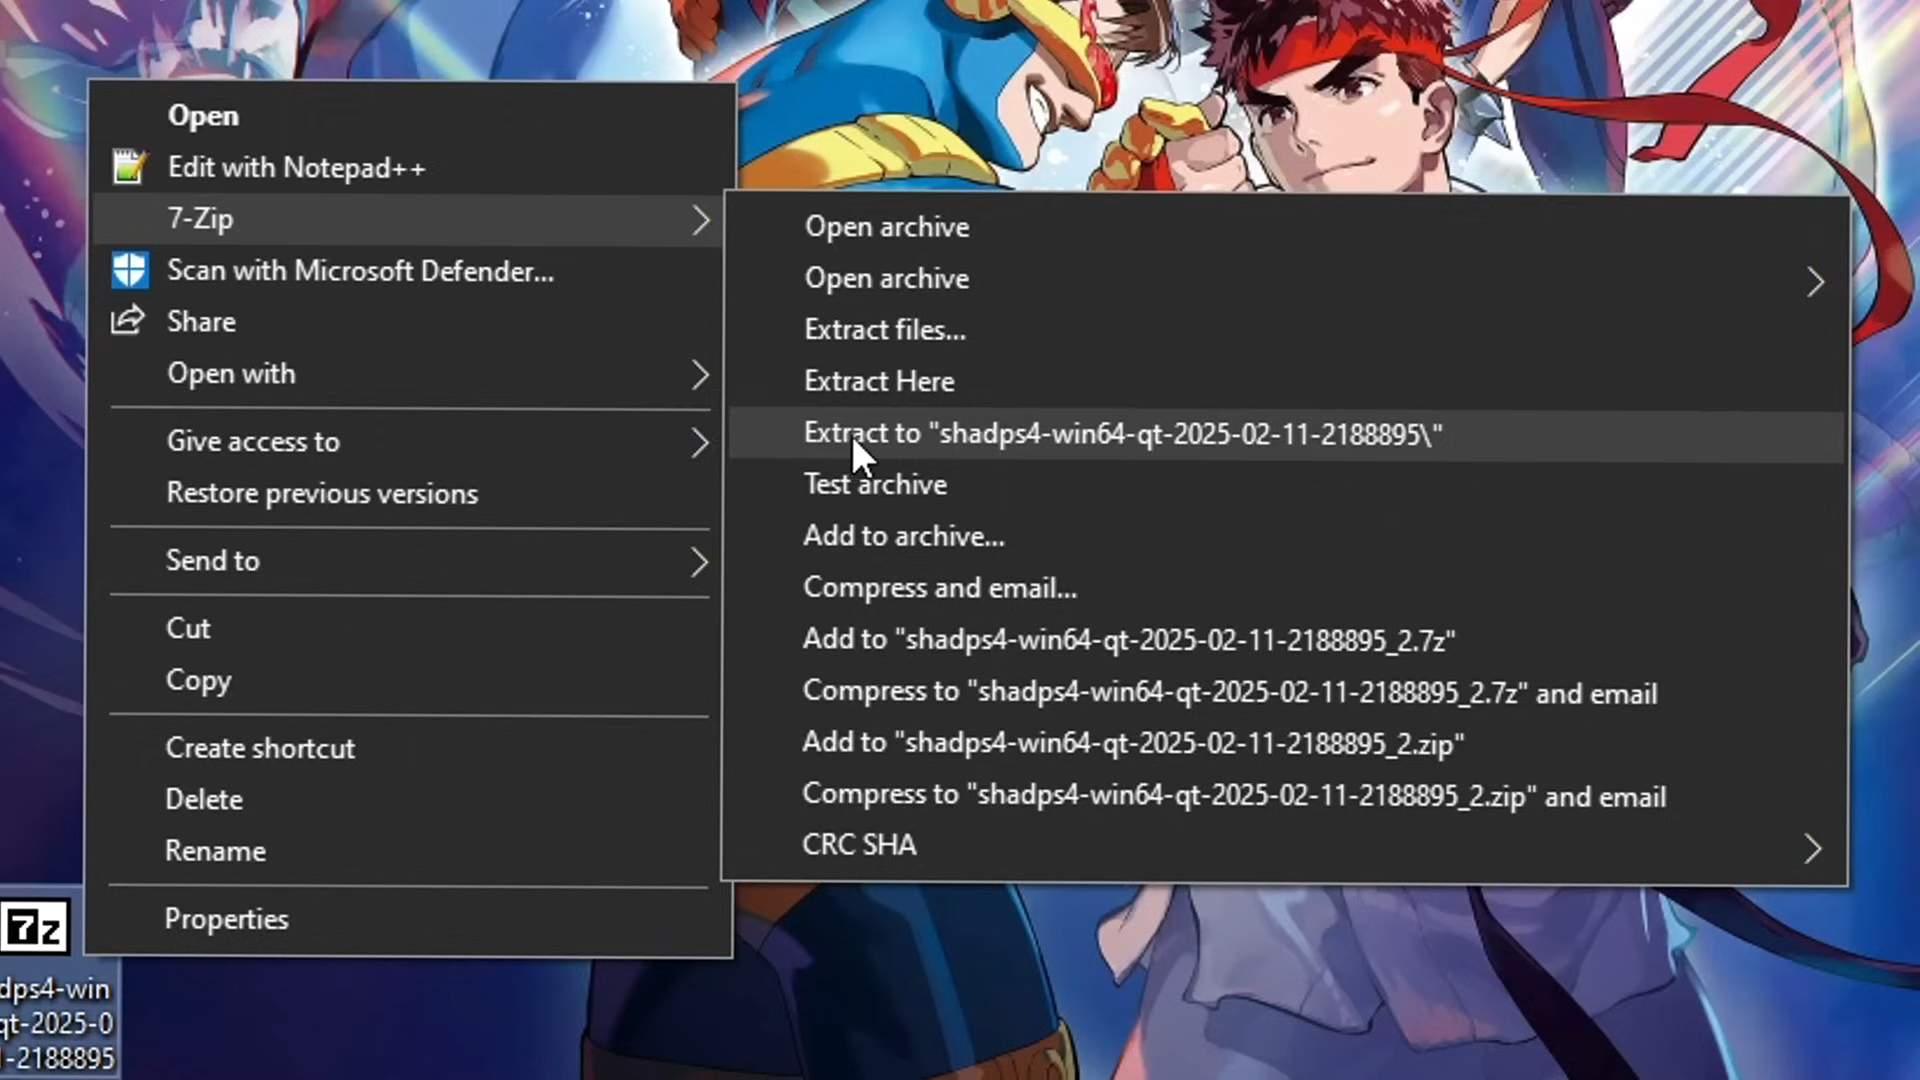 Open
Edit with Notepad++
7-Zip
Scan with Microsoft Defender...
Share
Open with
Give access to
Restore previous versions
Send to
Cut
Copy
Create shortcut
Delete
Rename
Properties
Open archive
Open archive
Extract files...
Extract Here
Extract to "shadps4-win64-qt-2025-02-11-2188895\"
Test archive
Add to archive...
Compress and email...
Add to "shadps4-win64-qt-2025-02-11-2188895_2.7z"
Compress to "shadps4-win64-qt-2025-02-11-2188895_2.7z" and email
Add to "shadps4-win64-qt-2025-02-11-2188895_2.zip"
Compress to "shadps4-win64-qt-2025-02-11-2188895_2.zip" and email
CRC SHA
7z
dps4-win
qt-2025-0
-2188895